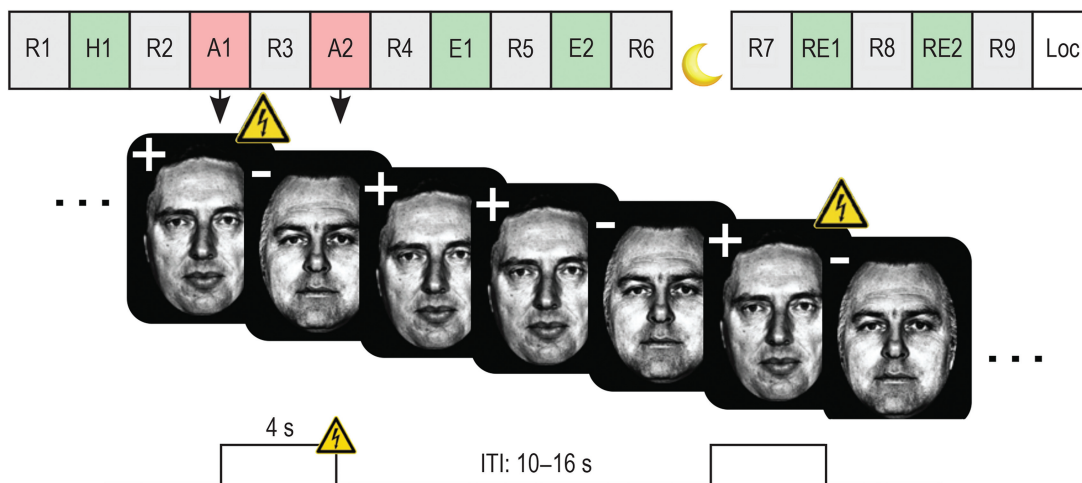 R1 H1 R2 A1 R3 A2 R4 E1 R5 E2 R6 R7 RE1 R8 RE2 R9 Loc
+ - + + - + -
4 s
ITI: 10–16 s